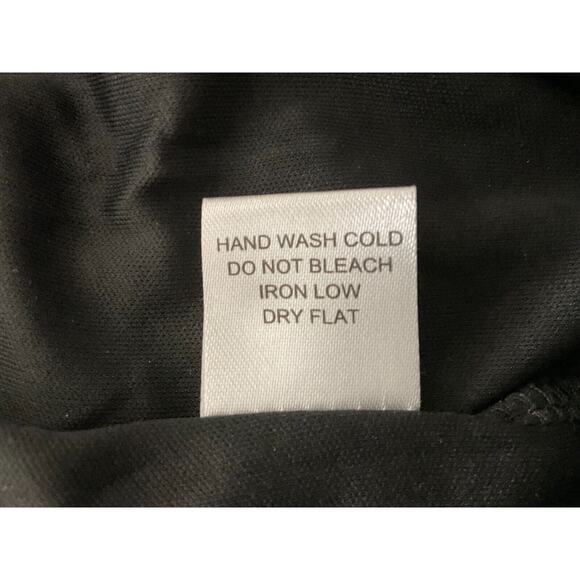 HAND WASH COLD
DO NOT BLEACH
IRON LOW
DRY FLAT